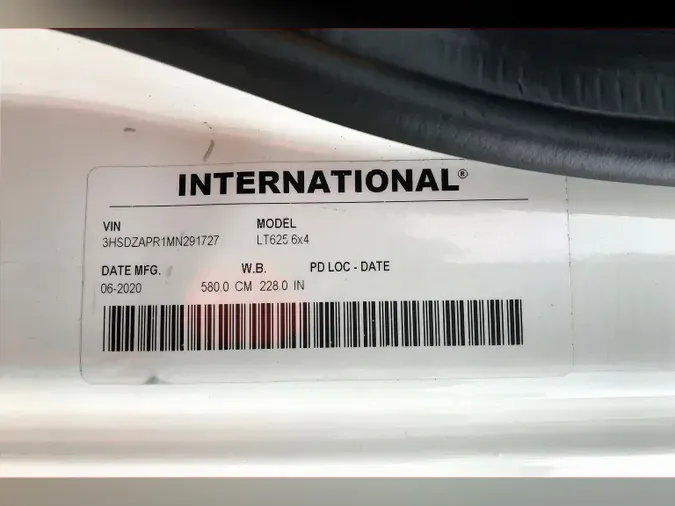 INTERNATIONAL®
VIN MODEL
3HSDZAPR1MN291727 LT625 6x4
DATE MFG. W.B. PD LOC - DATE
06-2020 580.0 CM 228.0 IN